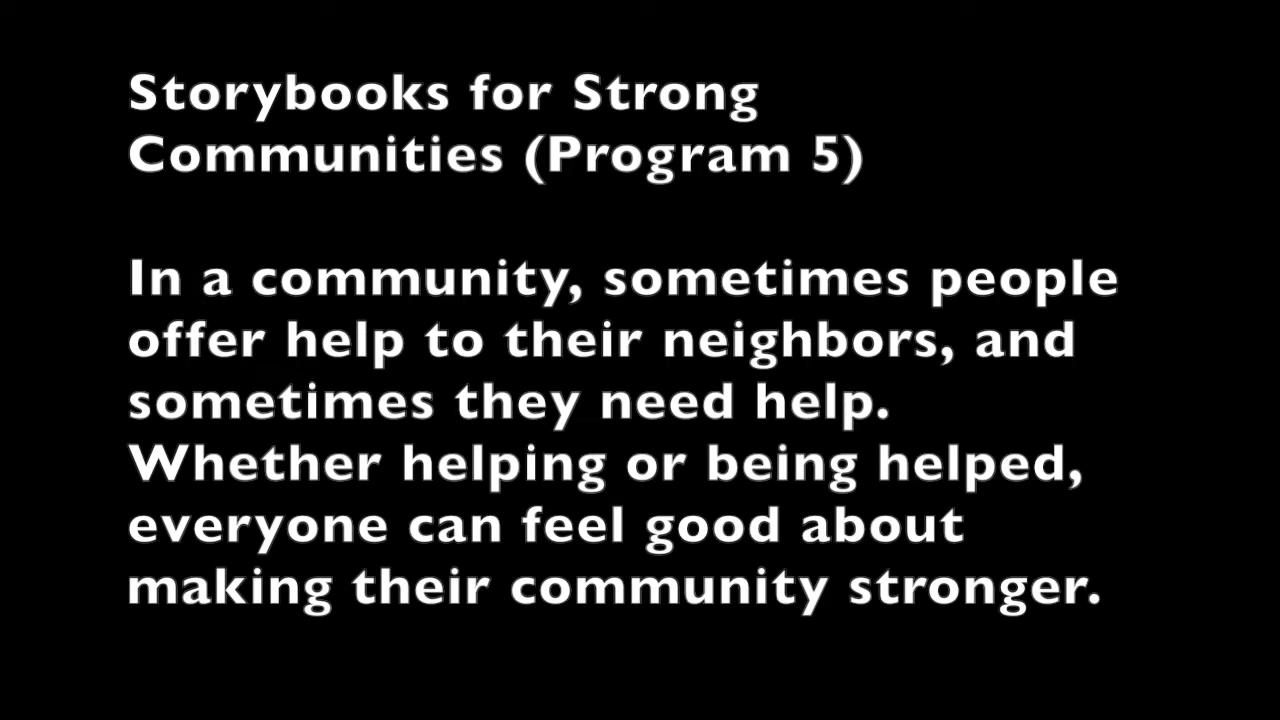 Storybooks for Strong
Communities (Program 5)
In a community, sometimes people
offer help to their neighbors, and
sometimes they need help.
Whether helping or being helped,
everyone can feel good about
making their community stronger.